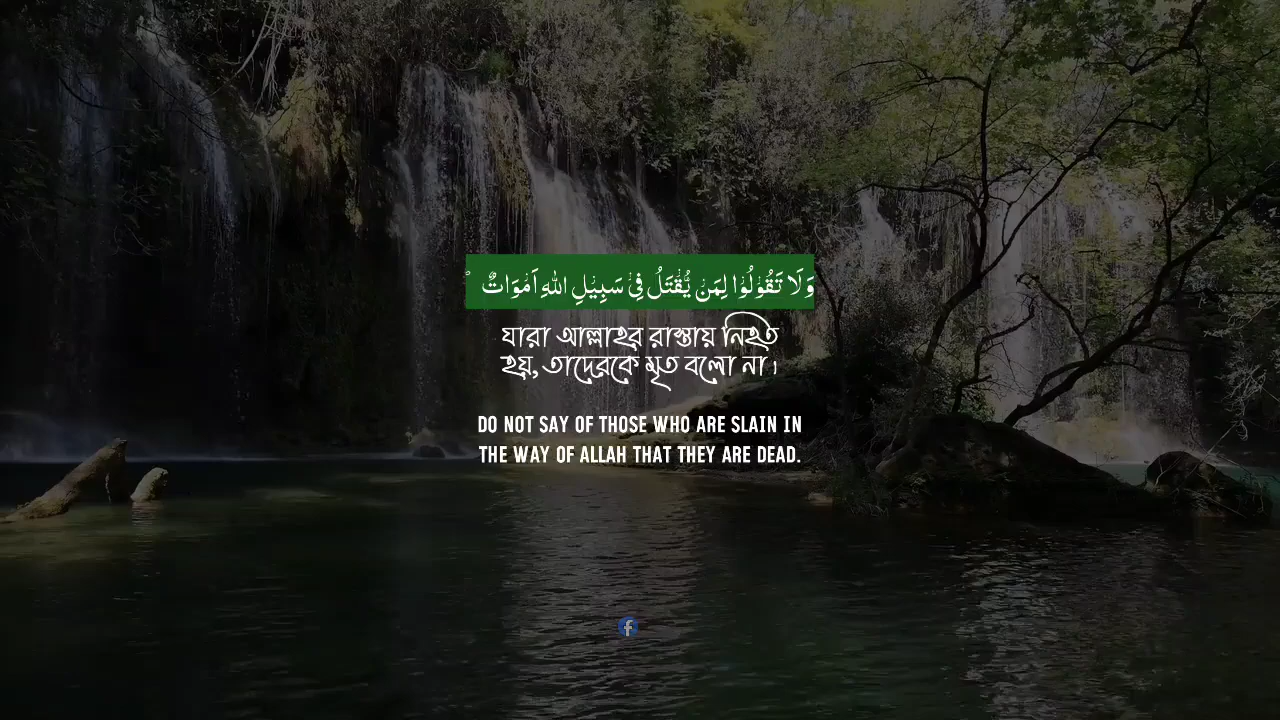 وَلَا تَقُوْلُوْا لِمَنْ يُّقْتَلُ فِيْ سَبِيْلِ اللهِ اَمْوَاتٌ ۚ
যারা আল্লাহর রাস্তায় নিহত
হয়, তাদেরকে মৃত বলো না।
DO NOT SAY OF THOSE WHO ARE SLAIN IN
THE WAY OF ALLAH THAT THEY ARE DEAD.